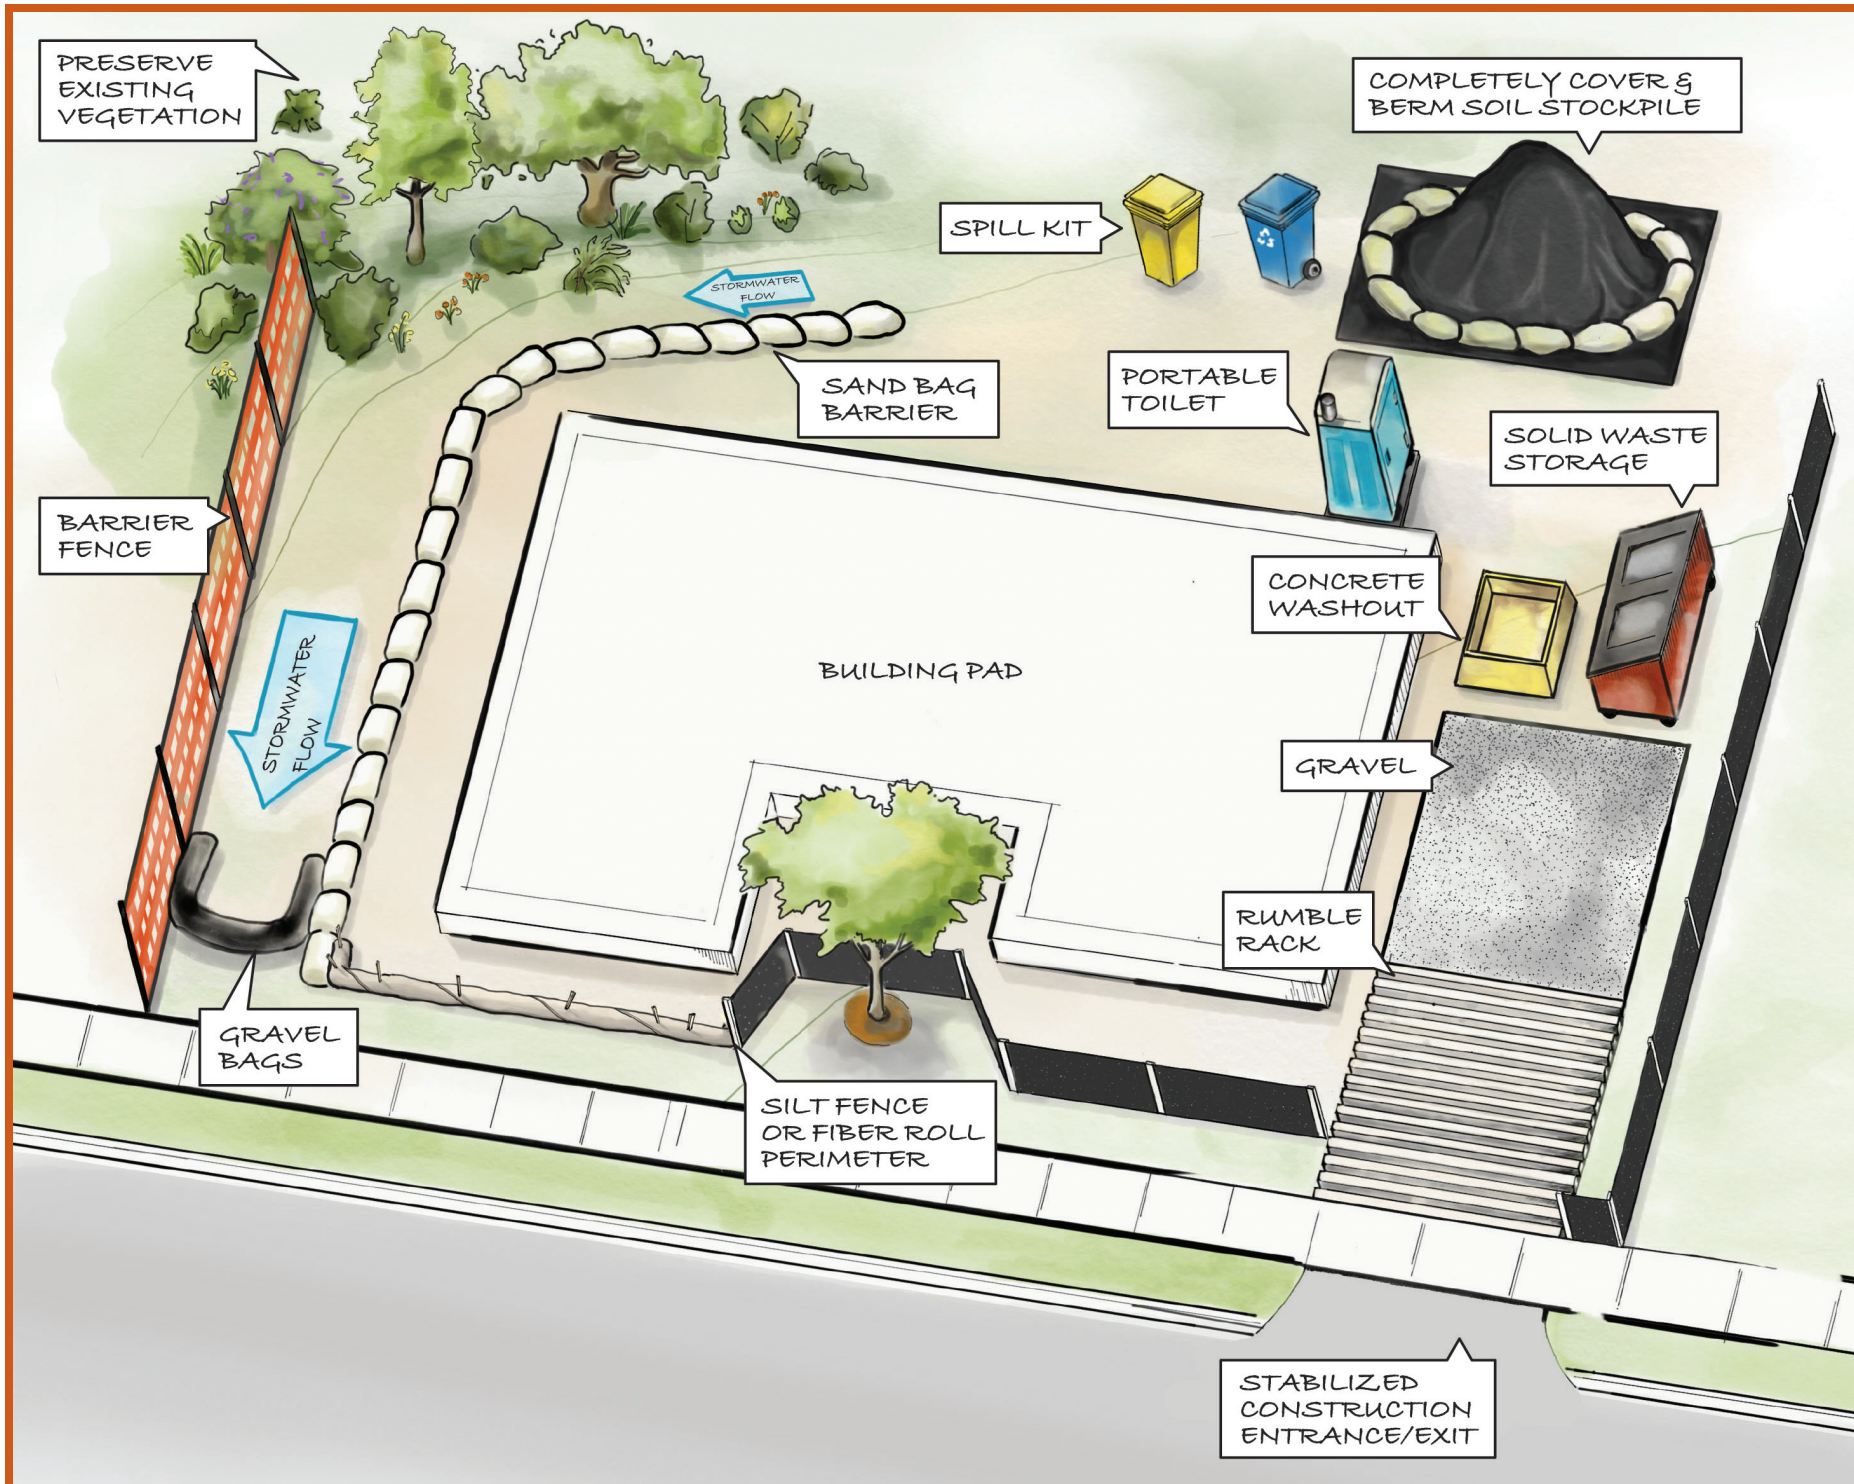 PRESERVE
EXISTING
VEGETATION
COMPLETELY COVER &
BERM SOIL STOCKPILE
SPILL KIT
STORMWATER
FLOW
SAND BAG
BARRIER
PORTABLE
TOILET
SOLID WASTE
STORAGE
BARRIER
FENCE
CONCRETE
WASHOUT
STORMWATER
FLOW
BUILDING PAD
GRAVEL
RUMBLE
RACK
GRAVEL
BAGS
SILT FENCE
OR FIBER ROLL
PERIMETER
STABILIZED
CONSTRUCTION
ENTRANCE/EXIT